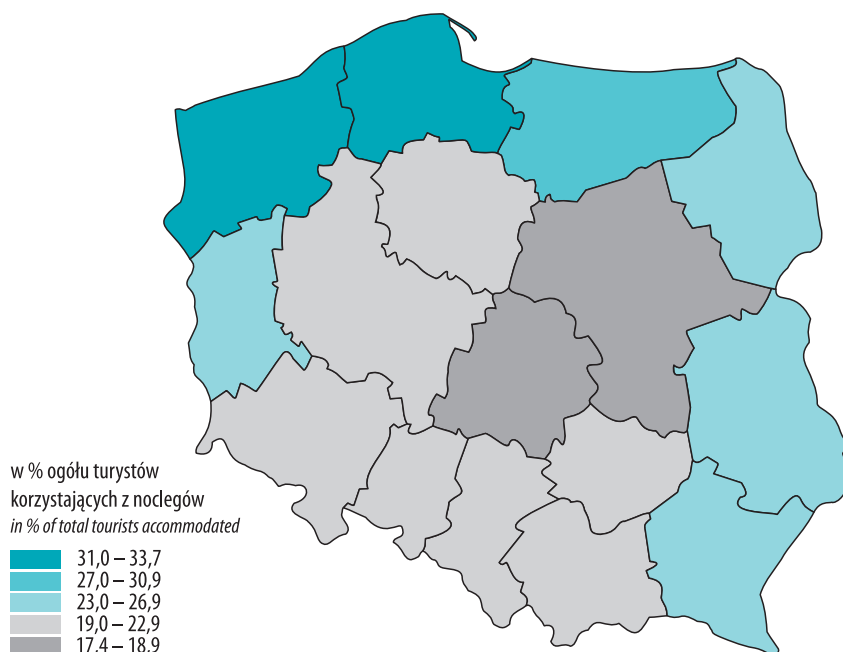 w % ogółu turystów
korzystających z noclegów
in % of total tourists accommodated
31,0 – 33,7
27,0 – 30,9
23,0 – 26,9
19,0 – 22,9
17,4 – 18,9